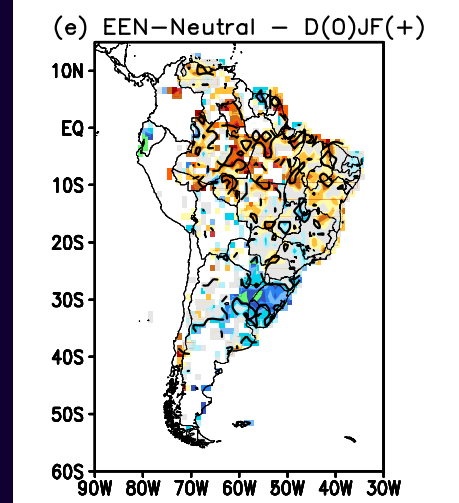 (e) EEN-Neutral - D(0)JF(+)
10N
EQ
10S
20S
30S
40S
50S
60S
90W 80W 70W 60W 50W 40W 30W